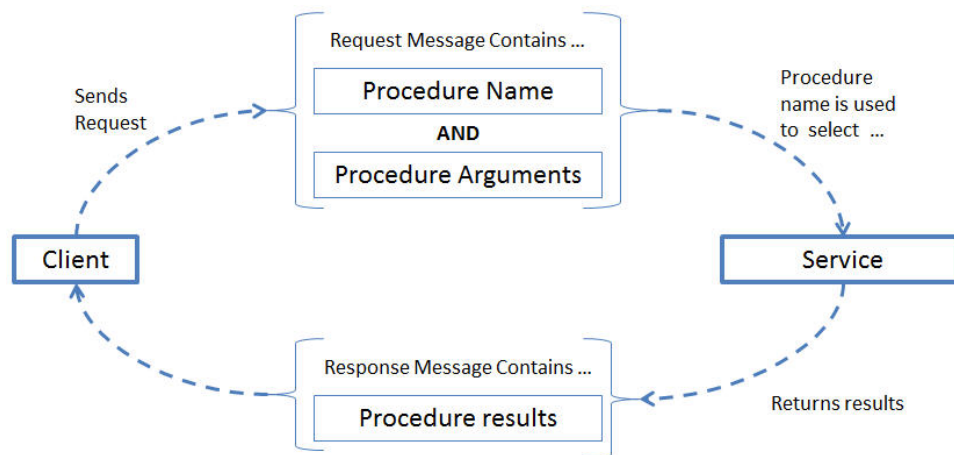 Request Message Contains ...
Procedure Name
AND
Procedure Arguments
Sends
Request
Procedure
name is used
to select ...
Client
Service
Response Message Contains ...
Procedure results
Returns results